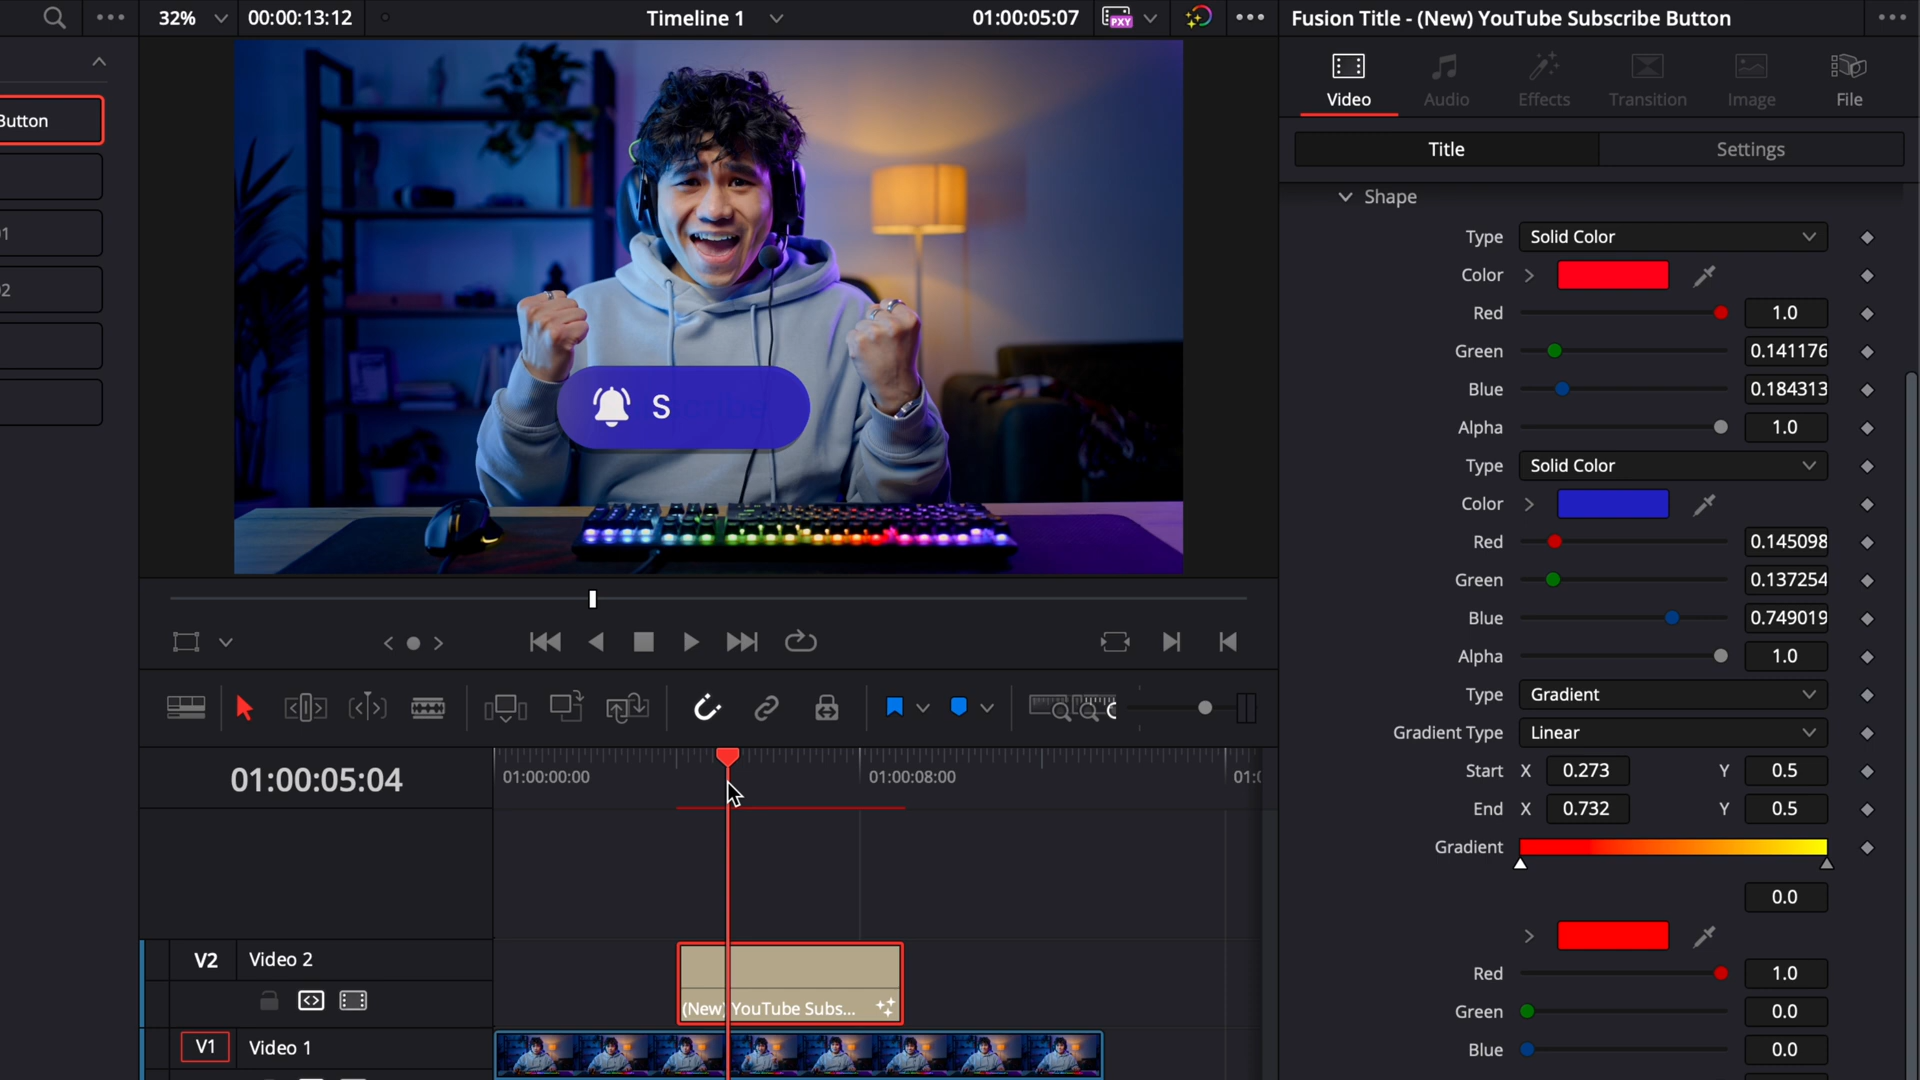 32%
00:00:13:12
Timeline 1
01:00:05:07
PXY
Fusion Title - (New) YouTube Subscribe Button
Button
1
2
Video
Audio
Effects
Transition
Image
File
Title
Settings
Shape
Type
Solid Color
Color
Red
1.0
Green
0.141176
Blue
0.184313
Alpha
1.0
Type
Solid Color
Color
Red
0.145098
Green
0.137254
Blue
0.749019
Alpha
1.0
Type
Gradient
Gradient Type
Linear
Start X 0.273 Y 0.5
End X 0.732 Y 0.5
Gradient
0.0
Red
1.0
Green
0.0
Blue
0.0
S
01:00:05:04
01:00:00:00
01:00:08:00
V2
Video 2
(New) YouTube Subs...
V1
Video 1